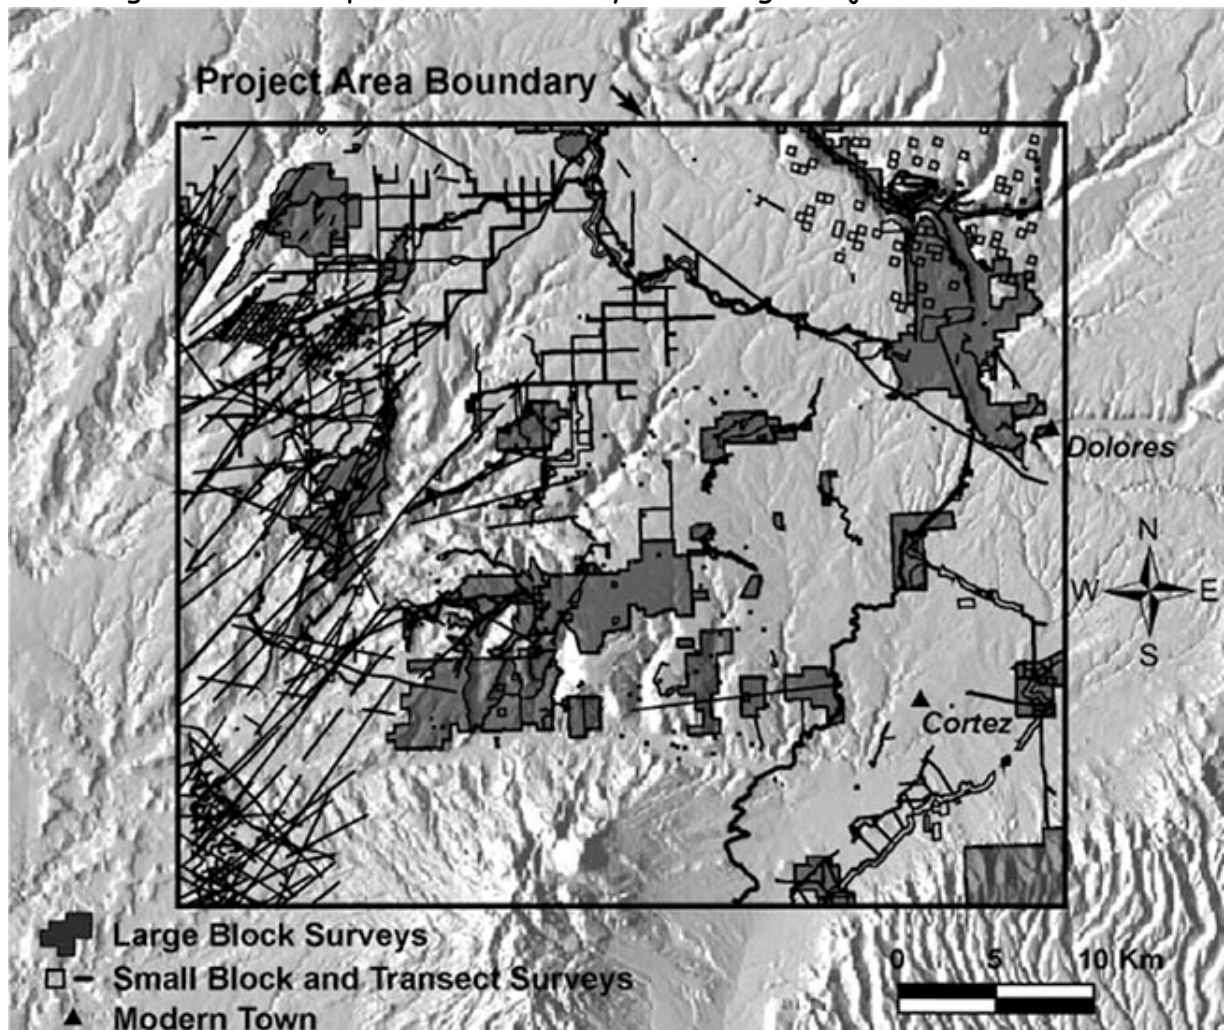 Project Area Boundary
Dolores
N
W E
S
Cortez
Large Block Surveys
0 5 10 Km
Small Block and Transect Surveys
Modern Town